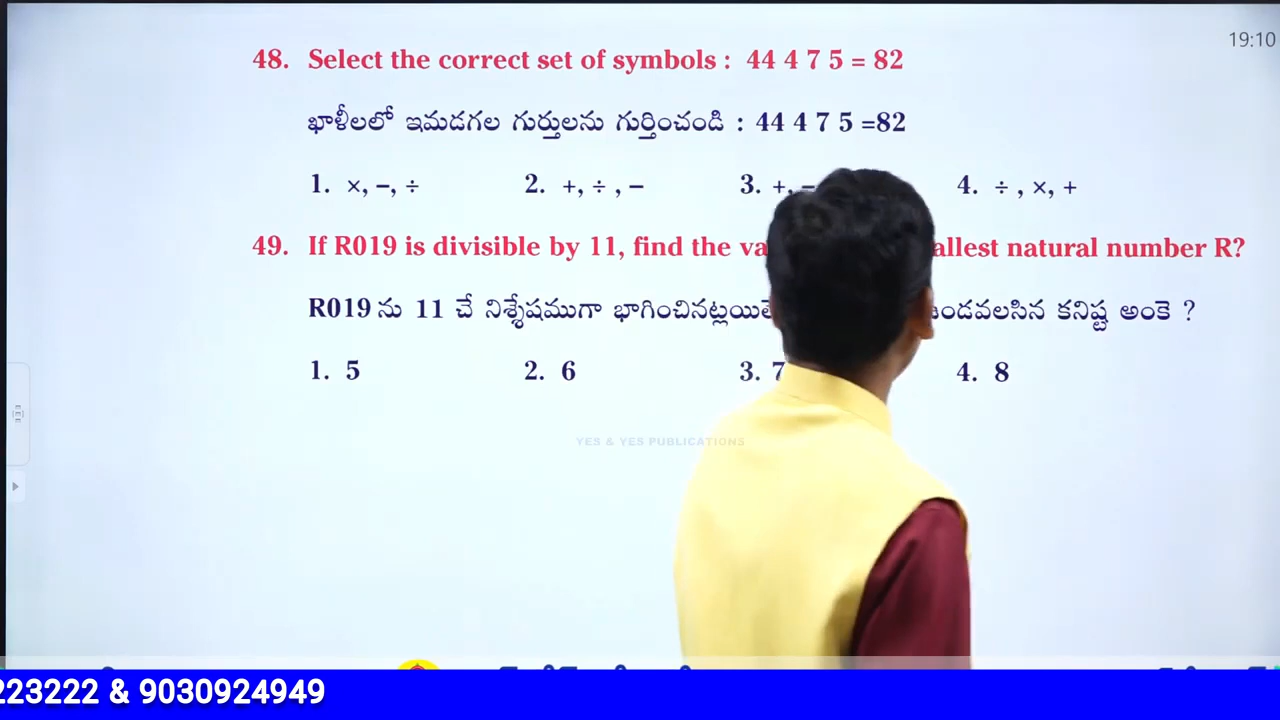 19:10
48. Select the correct set of symbols : 44 4 7 5 = 82
ఖాళీలలో ఇమడగల గుర్తులను గుర్తించండి : 44 4 7 5 =82
1. ×, –, ÷ 2. +, ÷ , – 3. +, – 4. ÷ , ×, +
49. If R019 is divisible by 11, find the allest natural number R?
R019 ను 11 చే నిశ్శేషముగా భాగించినట్లయితె ఉండవలసిన కనిష్ట అంకె ?
1. 5 2. 6 3. 7 4. 8
YES & YES PUBLICATIONS
223222 & 9030924949